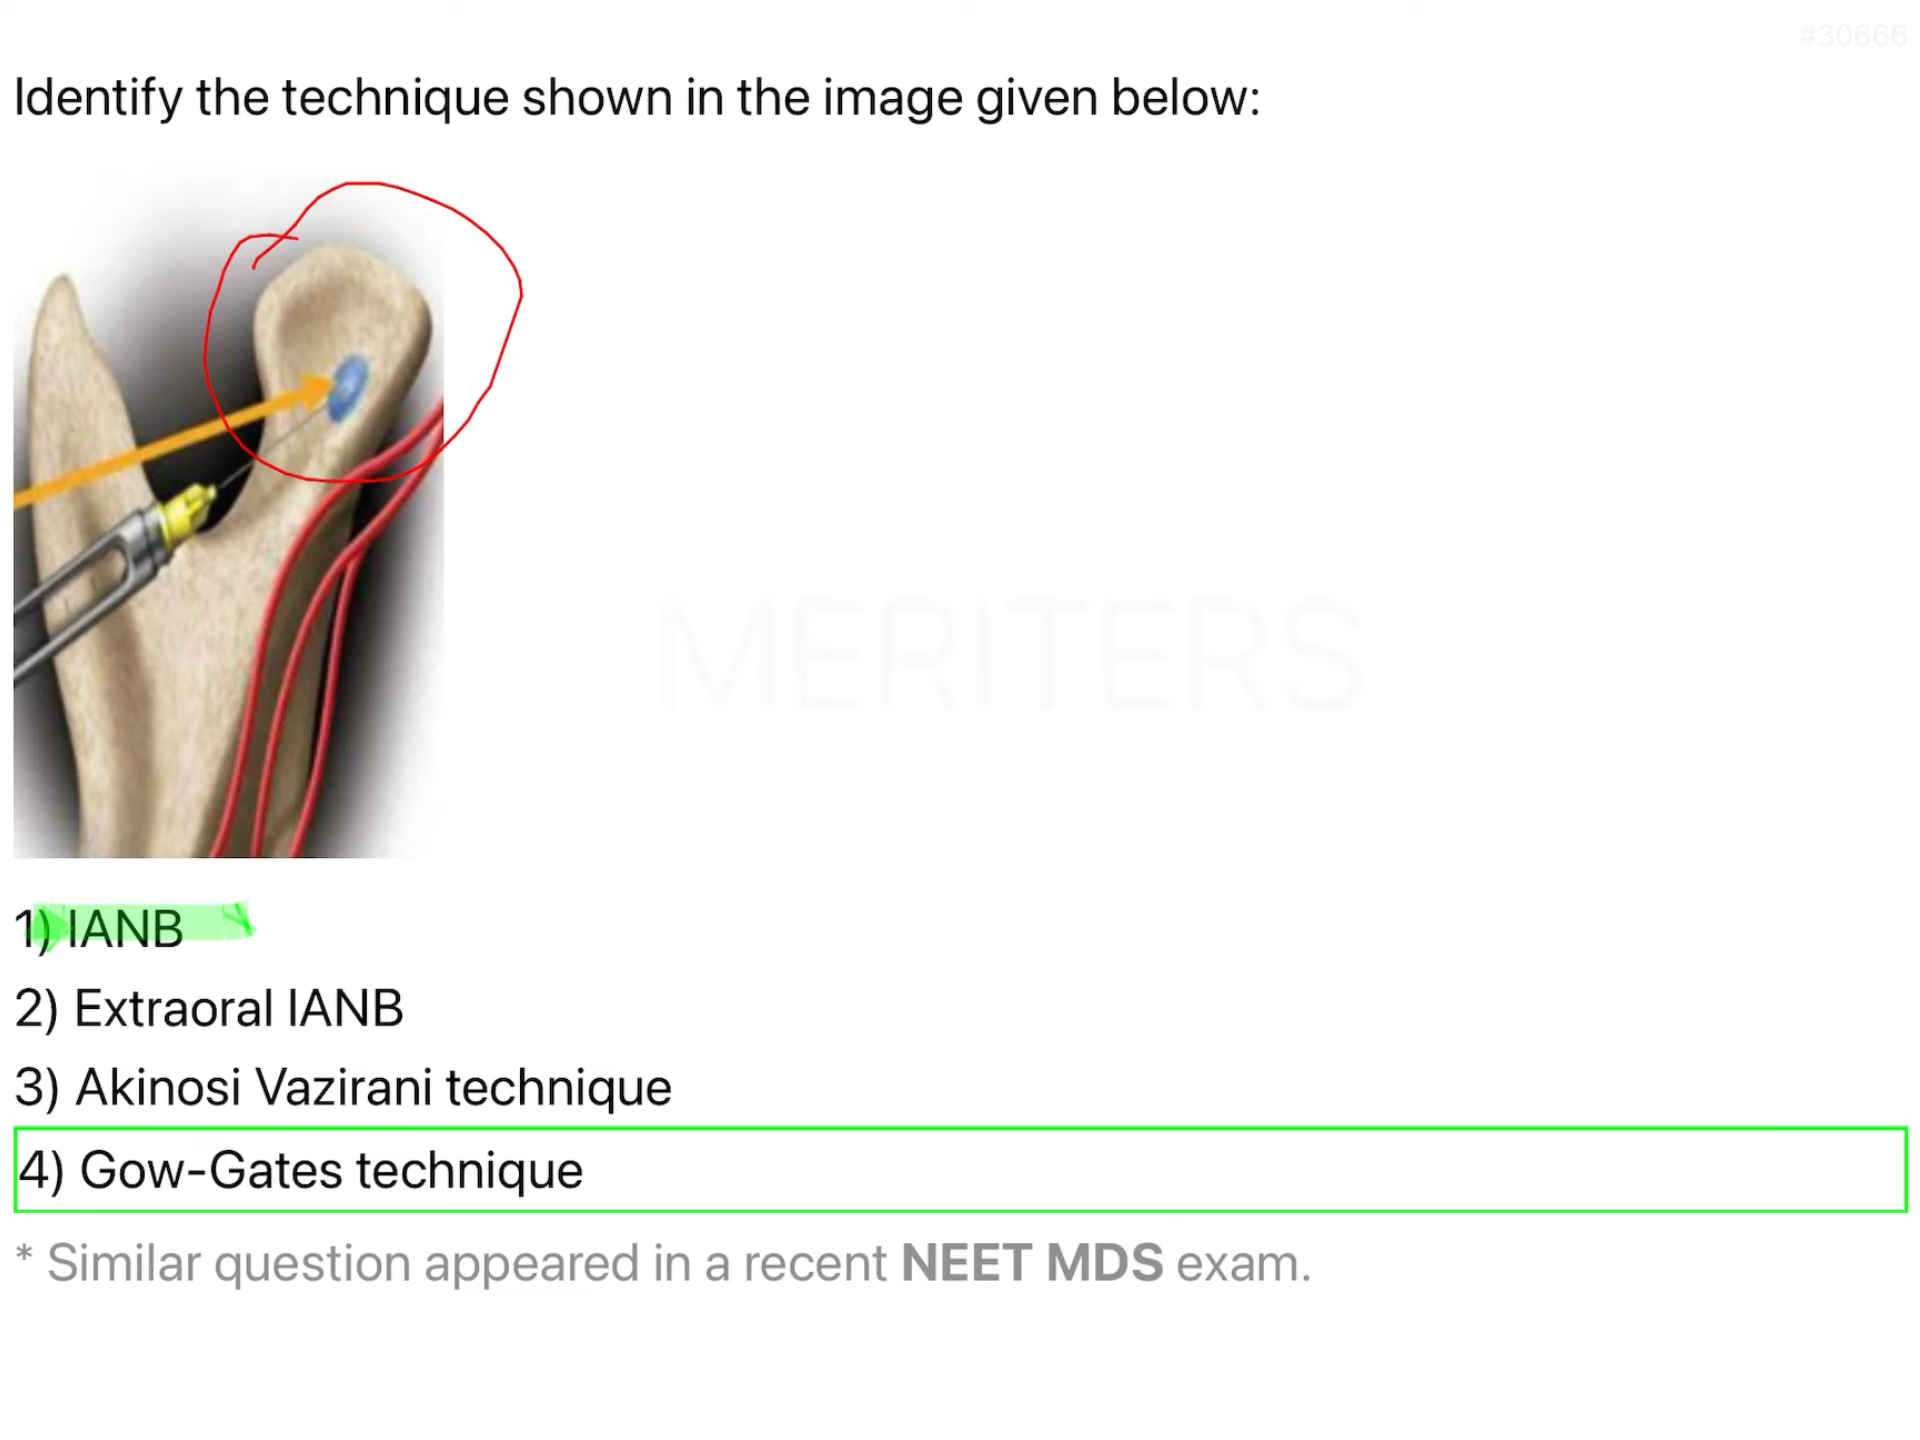 #30666
Identify the technique shown in the image given below:
MERITERS
1) IANB
2) Extraoral IANB
3) Akinosi Vazirani technique
4) Gow-Gates technique
* Similar question appeared in a recent NEET MDS exam.